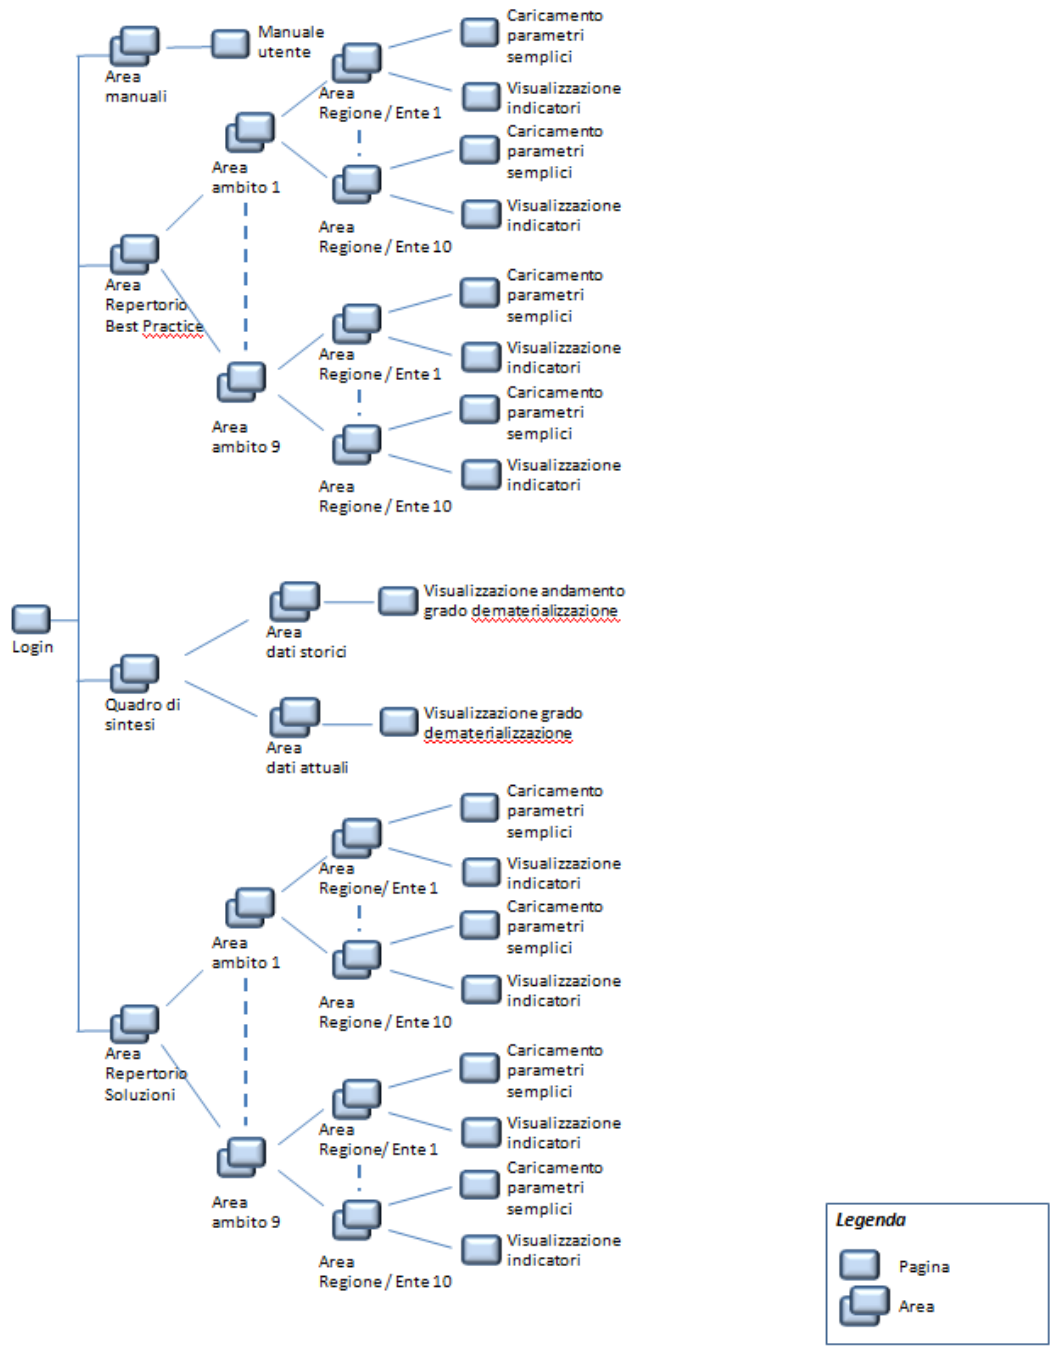 Area
manuali
Manuale
utente
Area
Repertorio
Best Practice
Area
ambito 1
Area
Regione / Ente 1
Caricamento
parametri
semplici
Visualizzazione
indicatori
Area
Regione / Ente 10
Caricamento
parametri
semplici
Visualizzazione
indicatori
Area
ambito 9
Area
Regione / Ente 1
Caricamento
parametri
semplici
Visualizzazione
indicatori
Area
Regione / Ente 10
Caricamento
parametri
semplici
Visualizzazione
indicatori
Login
Quadro di
sintesi
Area
dati storici
Visualizzazione andamento
grado dematerializzazione
Area
dati attuali
Visualizzazione grado
dematerializzazione
Area
Repertorio
Soluzioni
Area
ambito 1
Area
Regione/ Ente 1
Caricamento
parametri
semplici
Visualizzazione
indicatori
Area
Regione / Ente 10
Caricamento
parametri
semplici
Visualizzazione
indicatori
Area
ambito 9
Area
Regione/ Ente 1
Caricamento
parametri
semplici
Visualizzazione
indicatori
Area
Regione / Ente 10
Caricamento
parametri
semplici
Visualizzazione
indicatori
Legenda
Pagina
Area